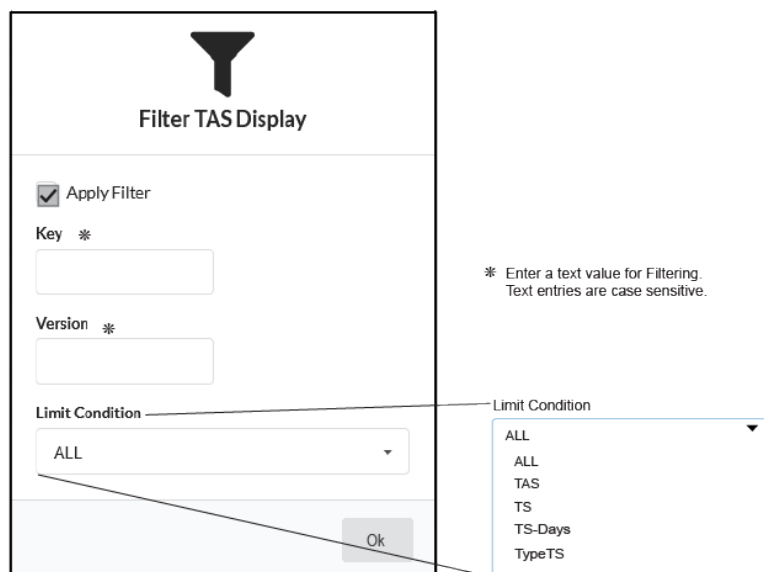 Filter TAS Display
Apply Filter
Key *
Version *
Limit Condition
ALL
Ok
* Enter a text value for Filtering.
Text entries are case sensitive.
Limit Condition
ALL
ALL
TAS
TS
TS-Days
TypeTS